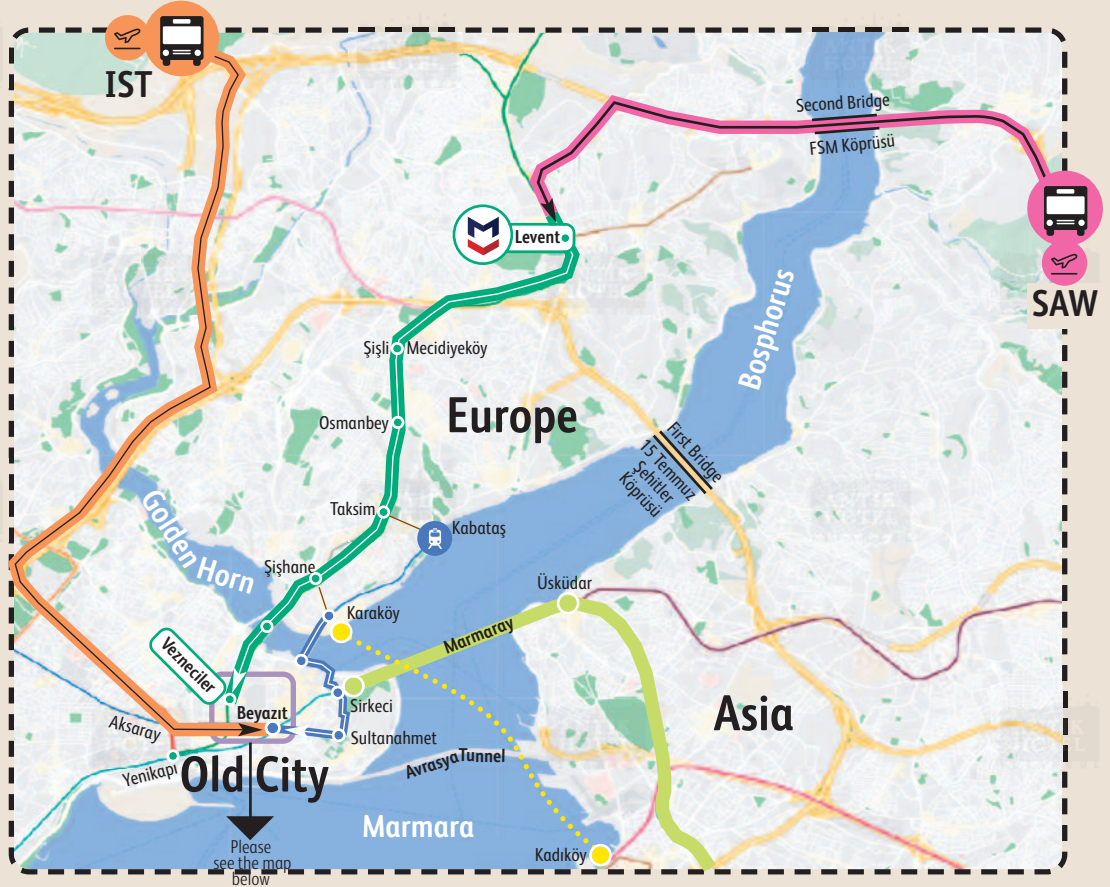 IST
Second Bridge
FSM Köprüsü
Levent
SAW
Bosphorus
Şişli
Mecidiyeköy
Europe
Osmanbey
First Bridge
15 Temmuz
Şehitler
Köprüsü
Taksim
Kabataş
Golden Horn
Şişhane
Üsküdar
Karaköy
Marmaray
Vezneciler
Sirkeci
Beyazıt
Asia
Aksaray
Sultanahmet
Yenikapı
Old City
AvrasyaTunnel
Marmara
Please
see the map
below
Kadıköy